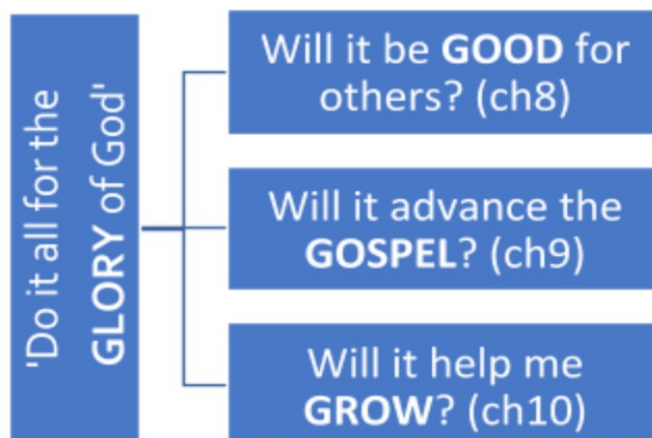 'Do it all for the
GLORY of God'
Will it be GOOD for
others? (ch8)
Will it advance the
GOSPEL? (ch9)
Will it help me
GROW? (ch10)